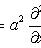 = a² ∂/∂